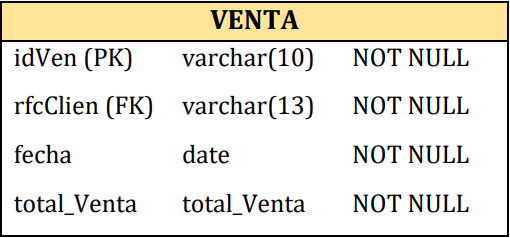 VENTA
idVen (PK) varchar(10) NOT NULL
rfcClien (FK) varchar(13) NOT NULL
fecha date NOT NULL
total_Venta total_Venta NOT NULL